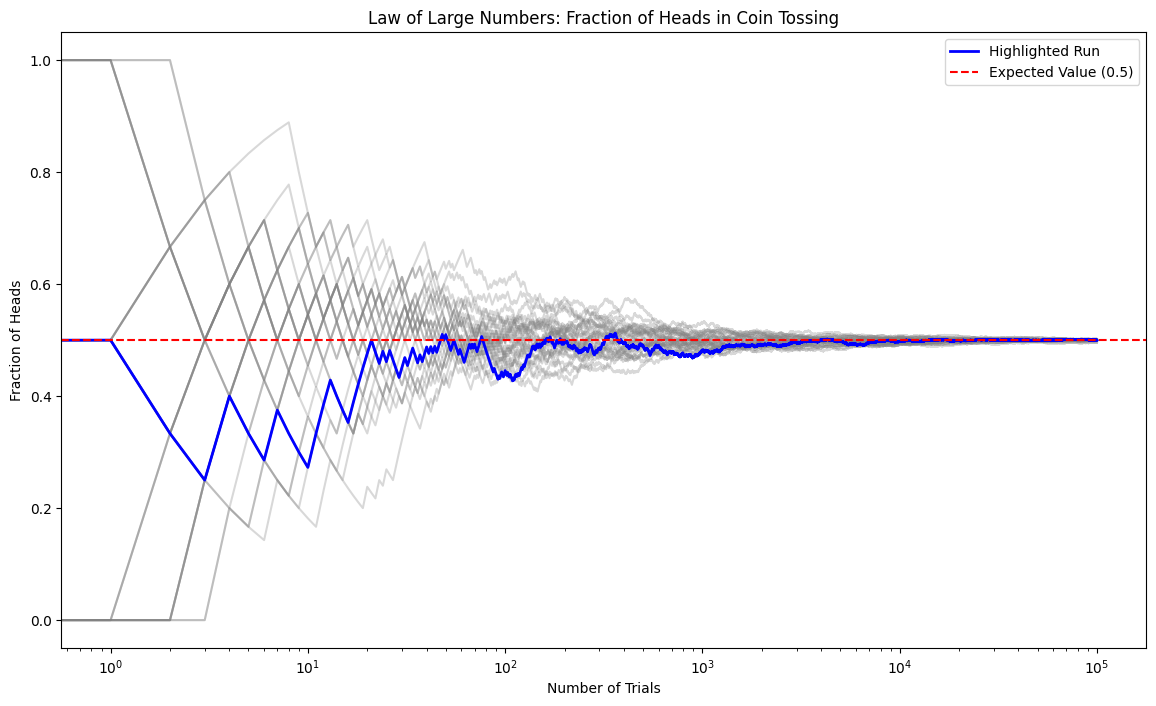 Law of Large Numbers: Fraction of Heads in Coin Tossing
Highlighted Run
Expected Value (0.5)
Fraction of Heads
1.0
0.8
0.6
0.4
0.2
0.0
10⁰
10¹
10²
10³
10⁴
10⁵
Number of Trials